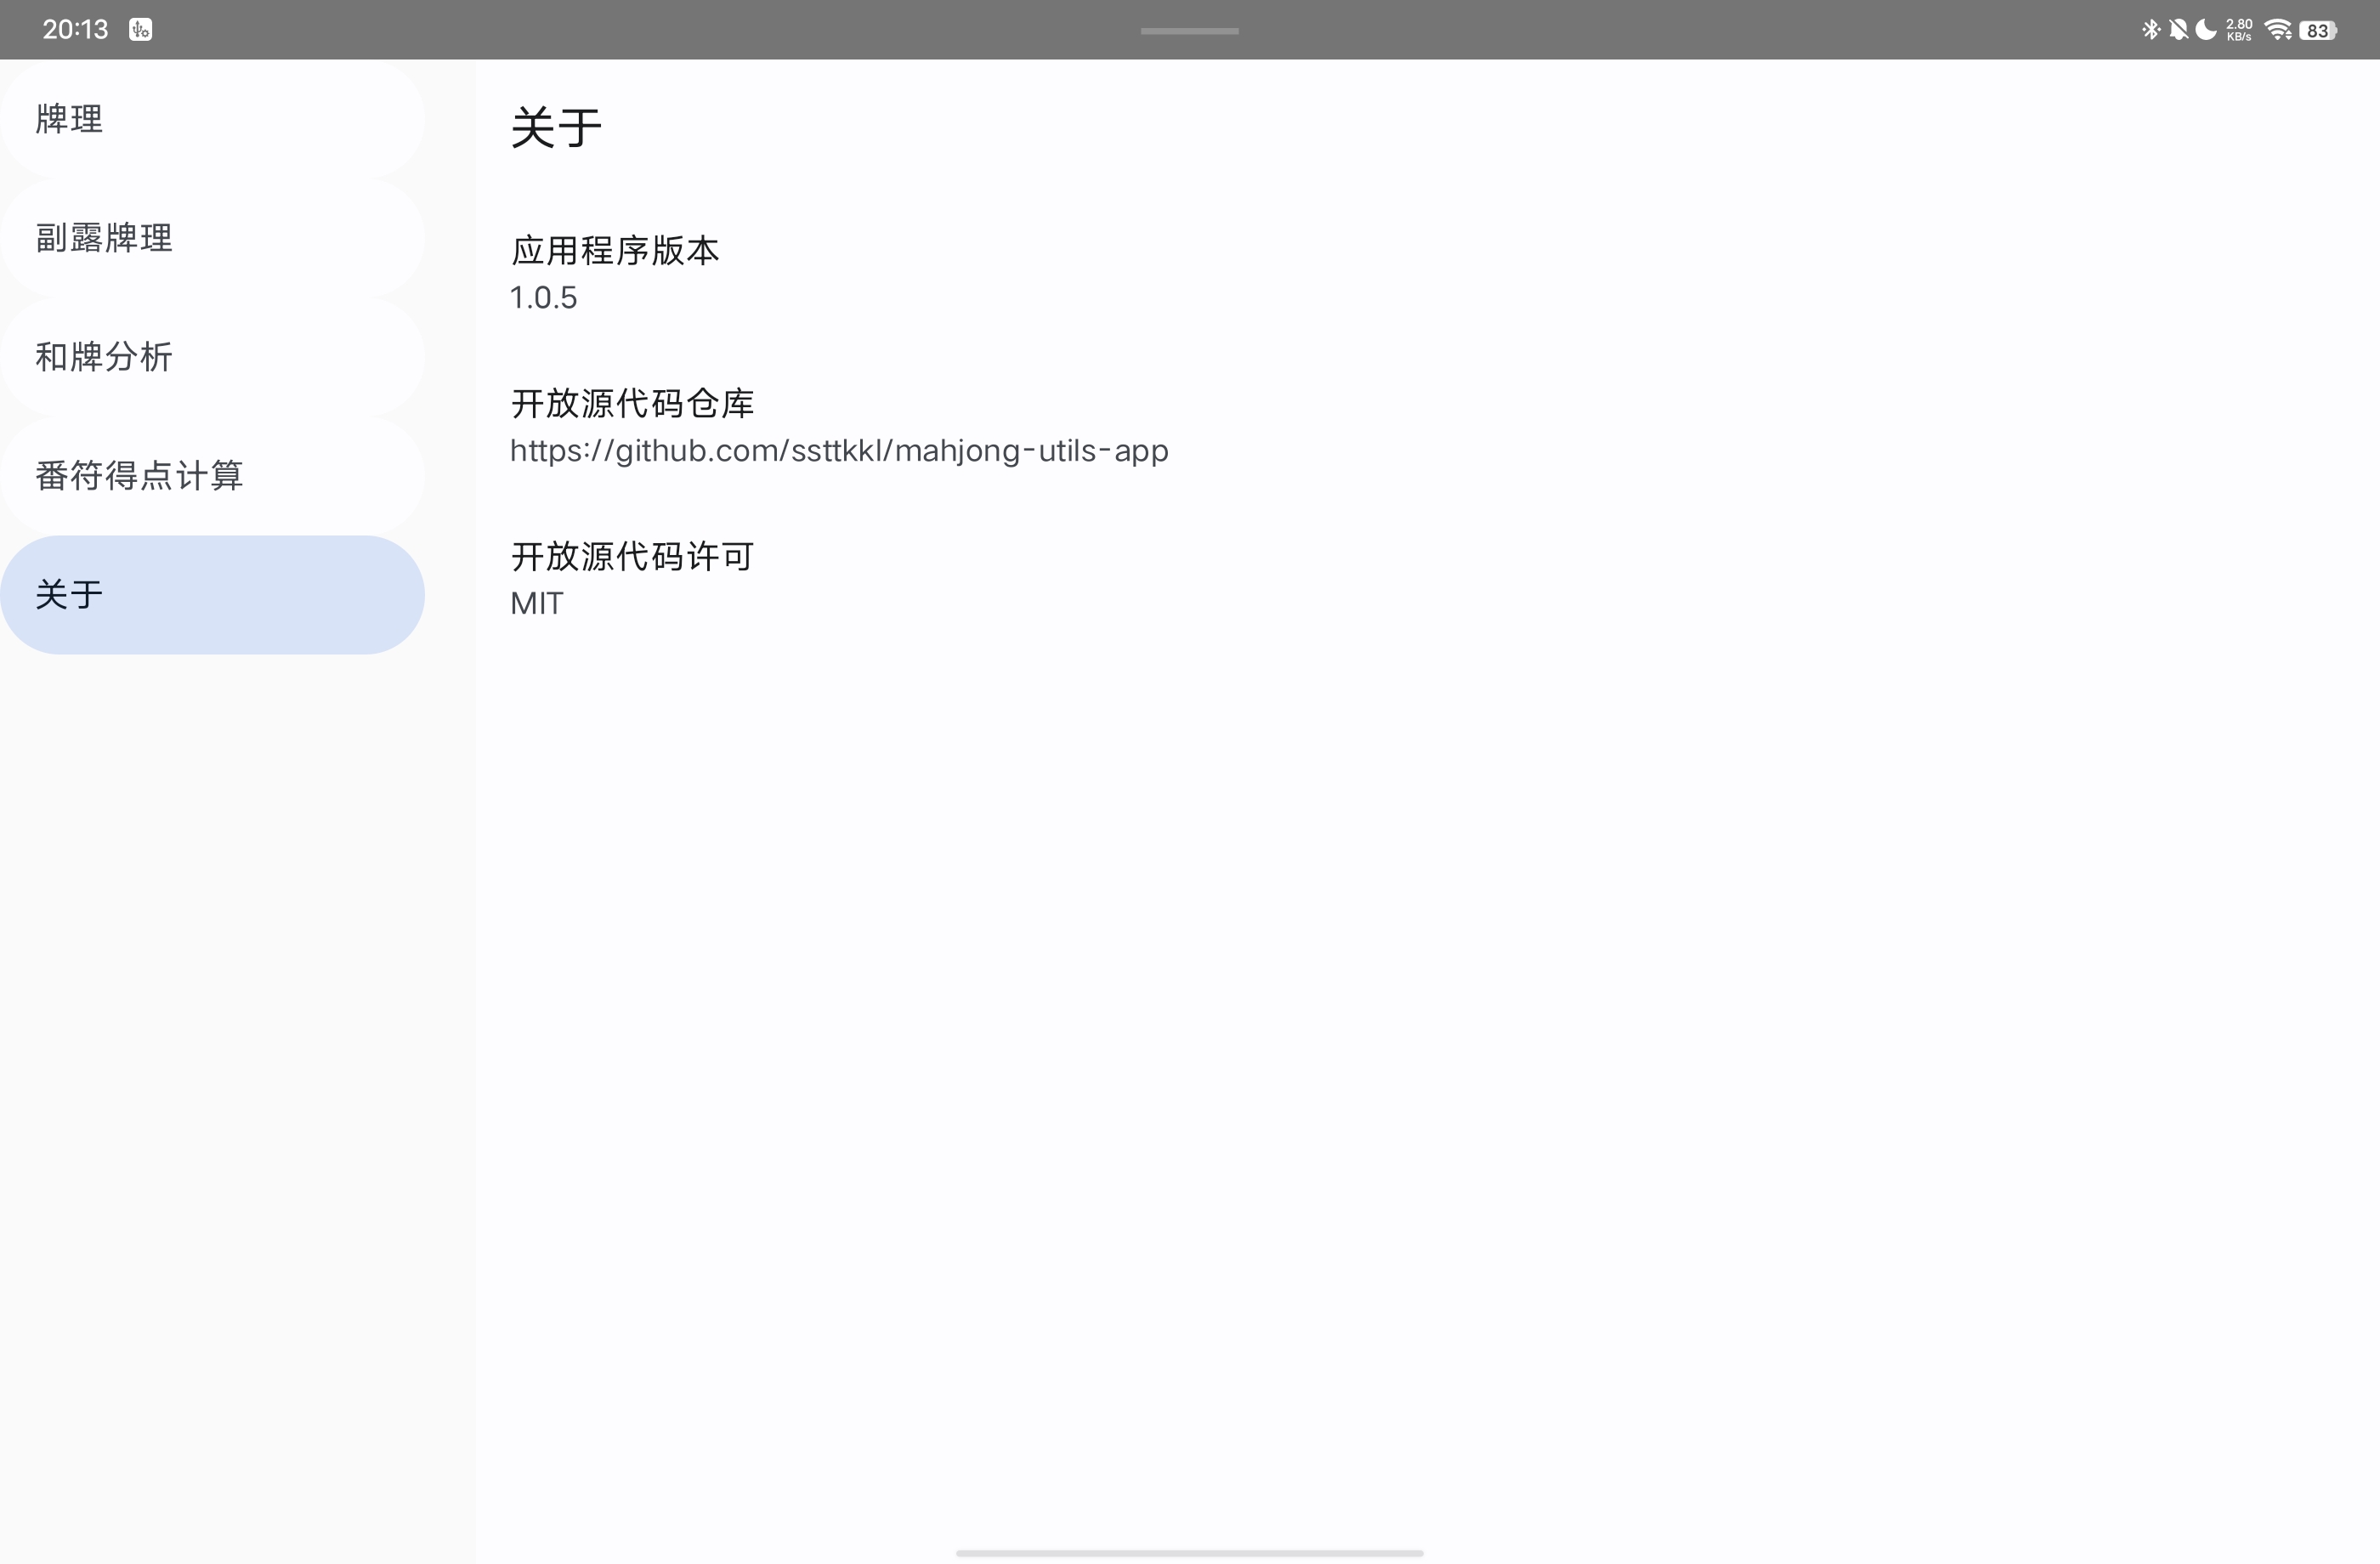 20:13
2.80
KB/s
83
牌理
副露牌理
和牌分析
番符得点计算
关于
关于
应用程序版本
1.0.5
开放源代码仓库
https://github.com/ssttkkl/mahjong-utils-app
开放源代码许可
MIT